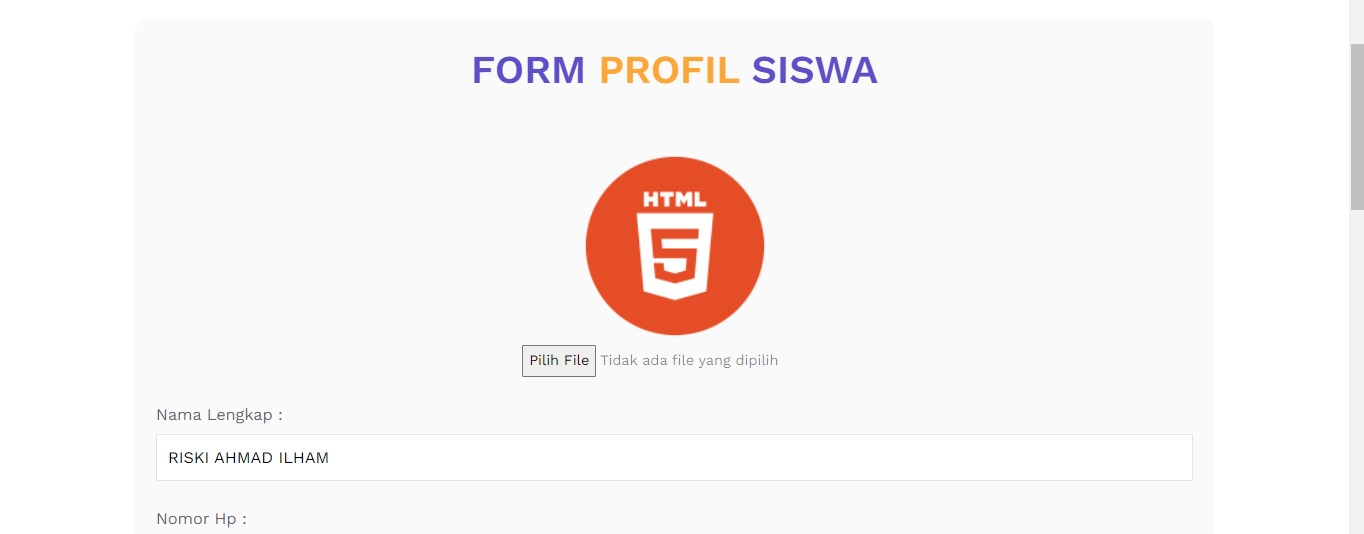 FORM PROFIL SISWA
HTML
5
Pilih File Tidak ada file yang dipilih
Nama Lengkap :
RISKI AHMAD ILHAM
Nomor Hp :